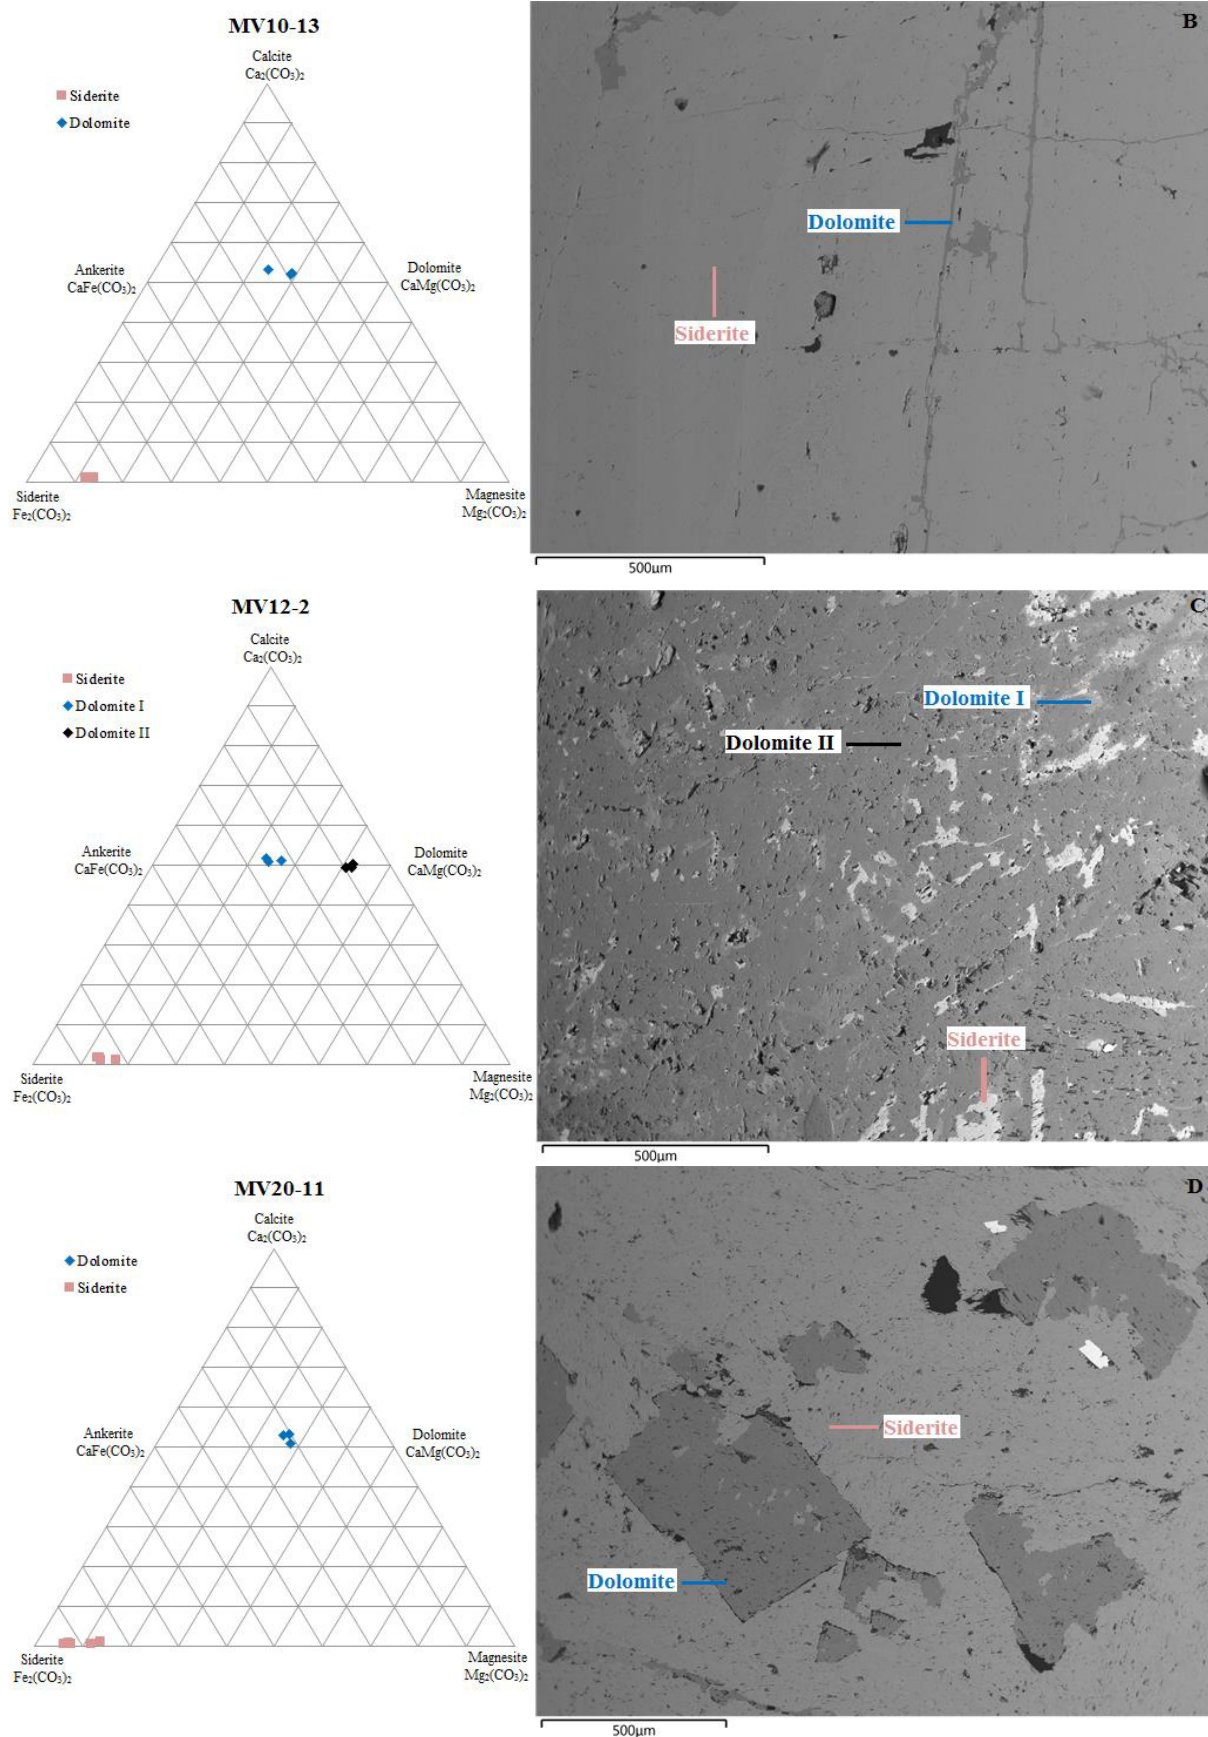 MV10-13
Calcite
Ca₂(CO₃)₂
Siderite
Dolomite
Ankerite
CaFe(CO₃)₂
Dolomite
CaMg(CO₃)₂
Siderite
Fe₂(CO₃)₂
Magnesite
Mg₂(CO₃)₂
B
Dolomite
Siderite
500µm
MV12-2
Calcite
Ca₂(CO₃)₂
Siderite
Dolomite I
Dolomite II
Ankerite
CaFe(CO₃)₂
Dolomite
CaMg(CO₃)₂
Siderite
Fe₂(CO₃)₂
Magnesite
Mg₂(CO₃)₂
C
Dolomite I
Dolomite II
Siderite
500µm
MV20-11
Calcite
Ca₂(CO₃)₂
Dolomite
Siderite
Ankerite
CaFe(CO₃)₂
Dolomite
CaMg(CO₃)₂
Siderite
Fe₂(CO₃)₂
Magnesite
Mg₂(CO₃)₂
D
Siderite
Dolomite
500µm